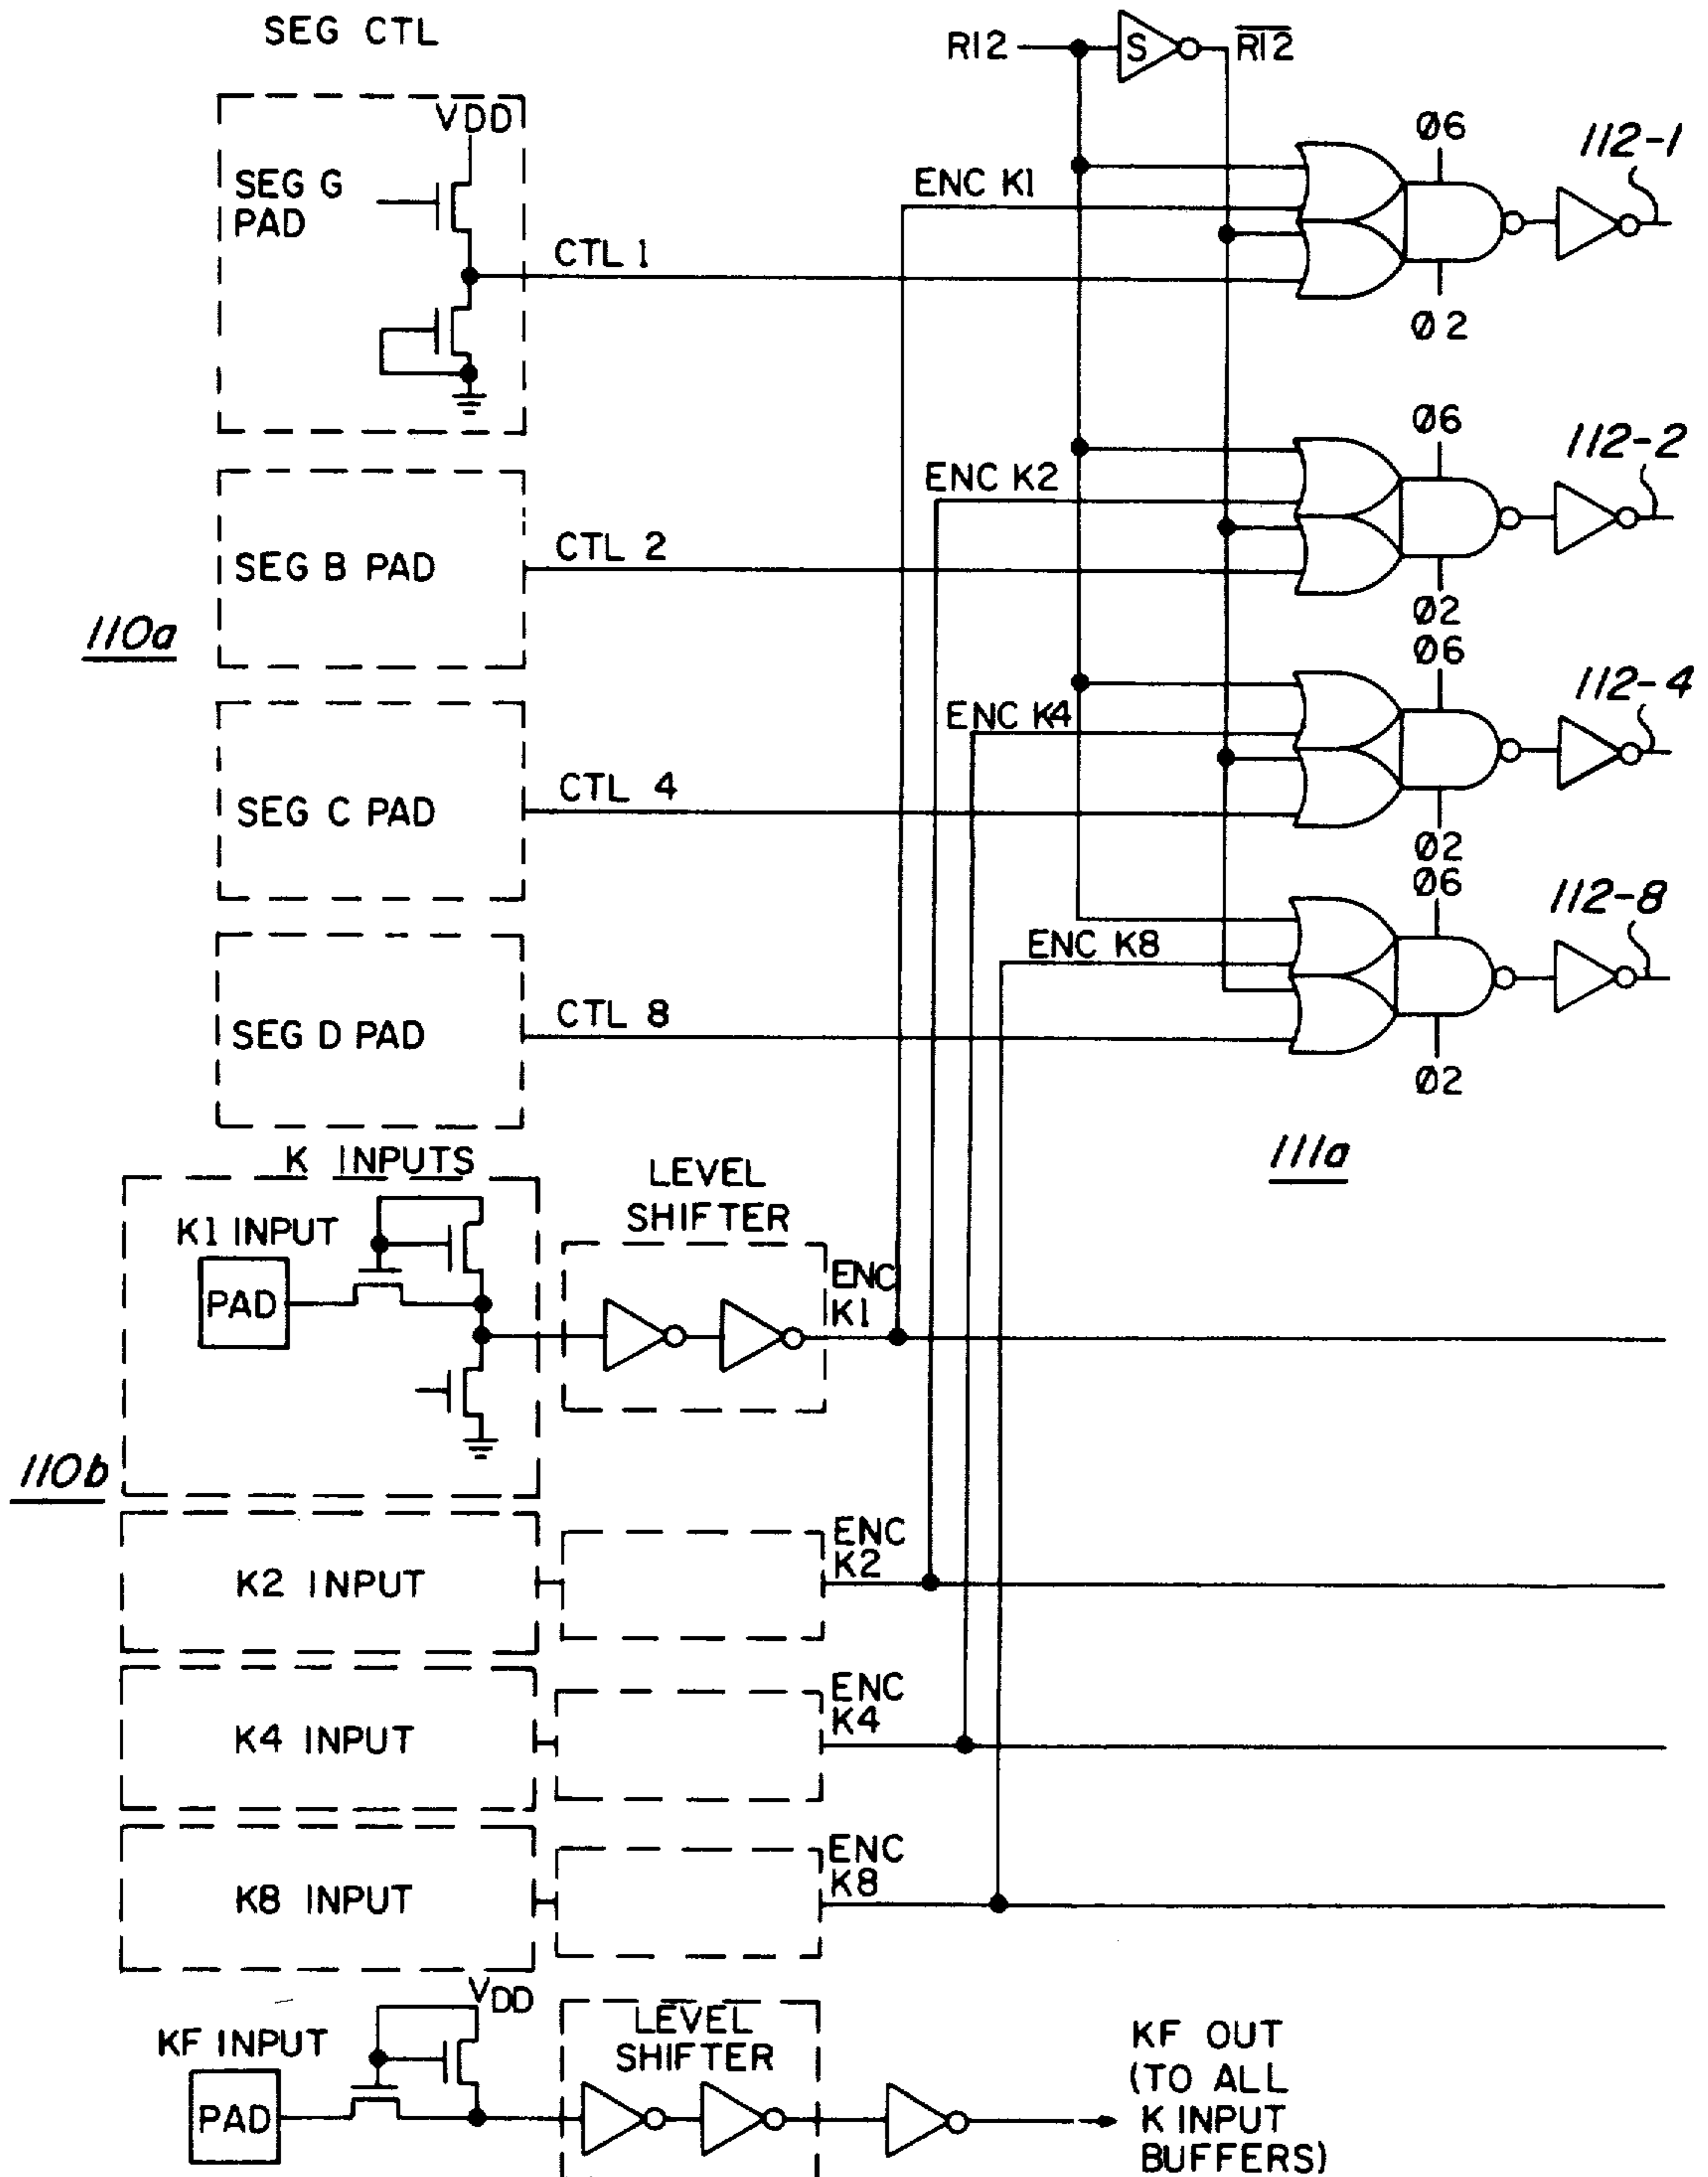 SEG CTL
R12
S
R12
VDD
SEG G
PAD
Ø6
112-1
ENC K1
CTL 1
Ø2
Ø6
112-2
ENC K2
SEG B PAD
CTL 2
Ø2
110a
Ø6
112-4
ENC K4
SEG C PAD
CTL 4
Ø2
Ø6
112-8
ENC K8
SEG D PAD
CTL 8
Ø2
K INPUTS
LEVEL
SHIFTER
111a
K1 INPUT
PAD
ENC
K1
110b
K2 INPUT
ENC
K2
K4 INPUT
ENC
K4
K8 INPUT
ENC
K8
VDD
KF INPUT
PAD
LEVEL
SHIFTER
KF OUT
(TO ALL
K INPUT
BUFFERS)